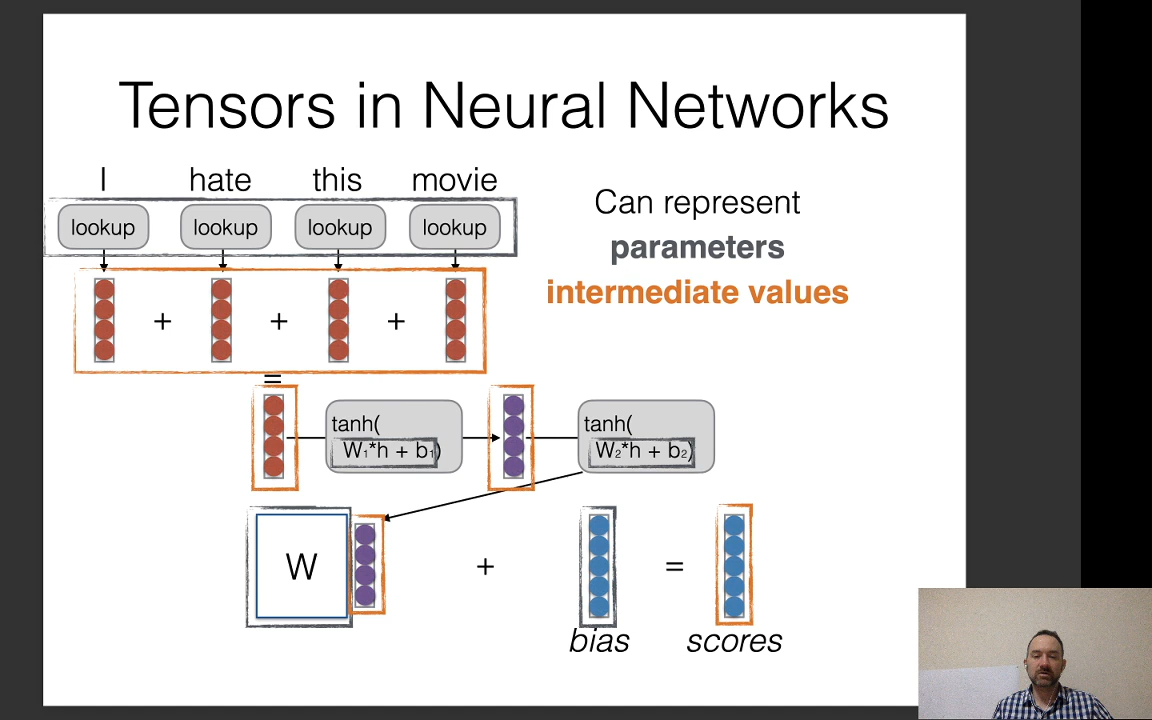 Tensors in Neural Networks
I hate this movie
lookup lookup lookup lookup
Can represent
parameters
intermediate values
+ + +
=
tanh(
W₁*h + b₁)
tanh(
W₂*h + b₂)
W + =
bias scores